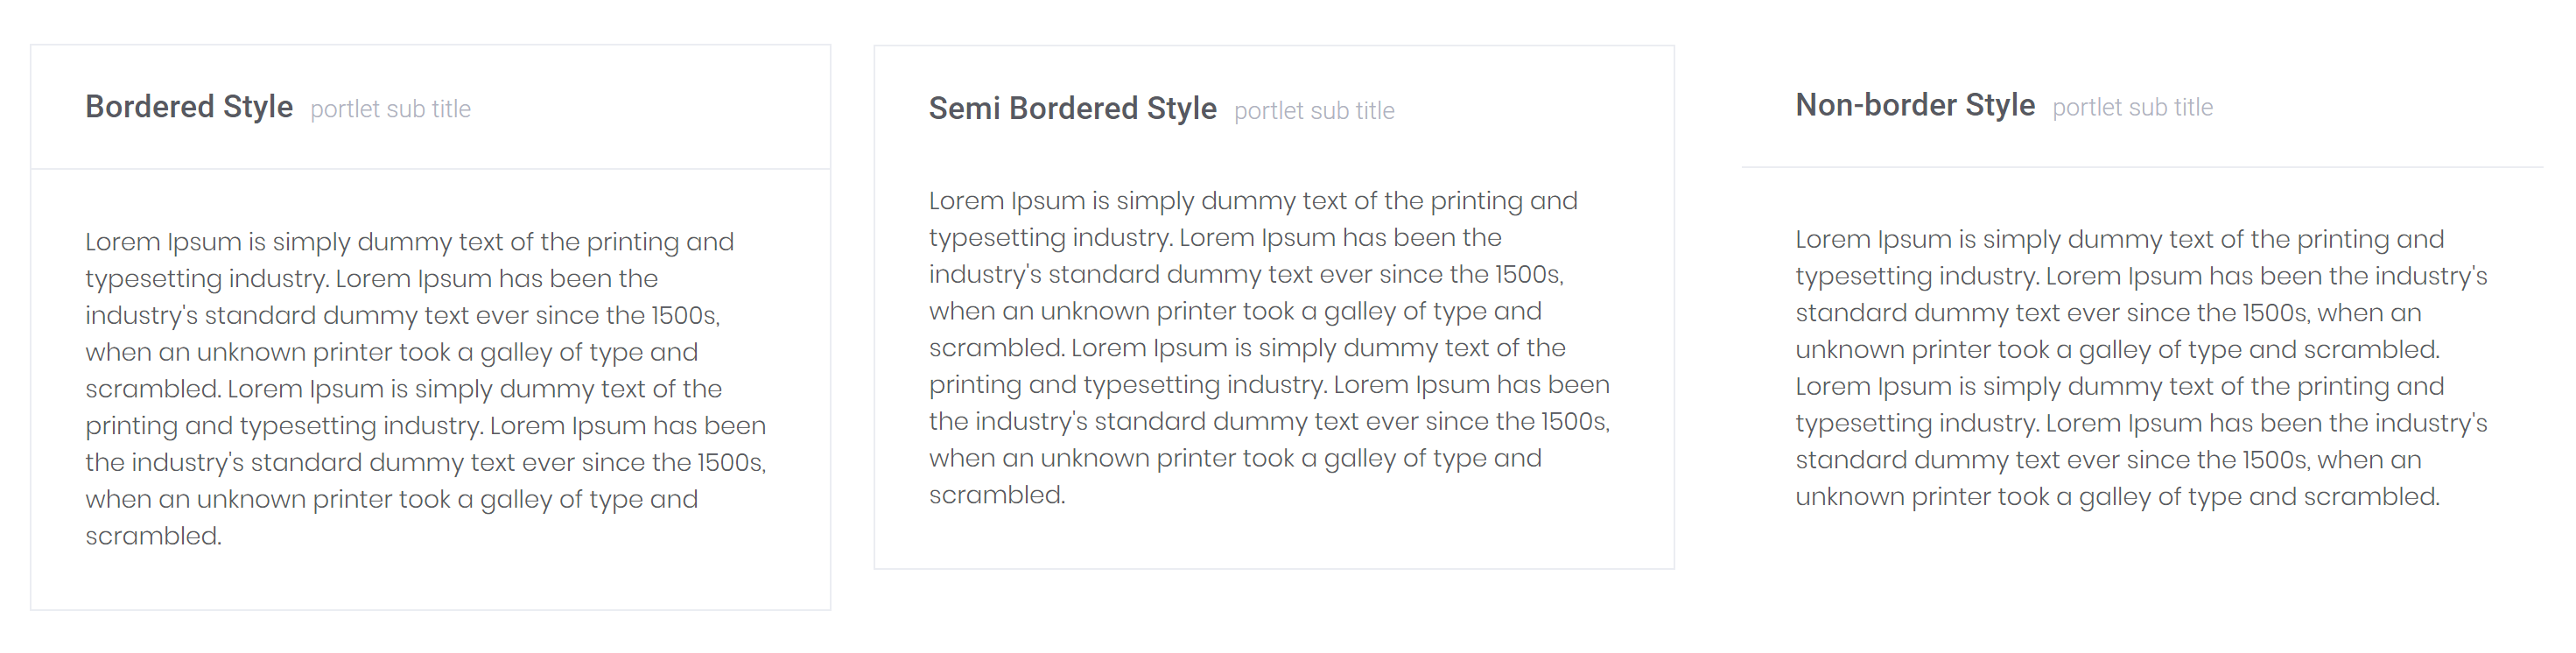 Bordered Style portlet sub title
Lorem Ipsum is simply dummy text of the printing and
typesetting industry. Lorem Ipsum has been the
industry's standard dummy text ever since the 1500s,
when an unknown printer took a galley of type and
scrambled. Lorem Ipsum is simply dummy text of the
printing and typesetting industry. Lorem Ipsum has been
the industry's standard dummy text ever since the 1500s,
when an unknown printer took a galley of type and
scrambled.
Semi Bordered Style portlet sub title
Lorem Ipsum is simply dummy text of the printing and
typesetting industry. Lorem Ipsum has been the
industry's standard dummy text ever since the 1500s,
when an unknown printer took a galley of type and
scrambled. Lorem Ipsum is simply dummy text of the
printing and typesetting industry. Lorem Ipsum has been
the industry's standard dummy text ever since the 1500s,
when an unknown printer took a galley of type and
scrambled.
Non-border Style portlet sub title
Lorem Ipsum is simply dummy text of the printing and
typesetting industry. Lorem Ipsum has been the industry's
standard dummy text ever since the 1500s, when an
unknown printer took a galley of type and scrambled.
Lorem Ipsum is simply dummy text of the printing and
typesetting industry. Lorem Ipsum has been the industry's
standard dummy text ever since the 1500s, when an
unknown printer took a galley of type and scrambled.